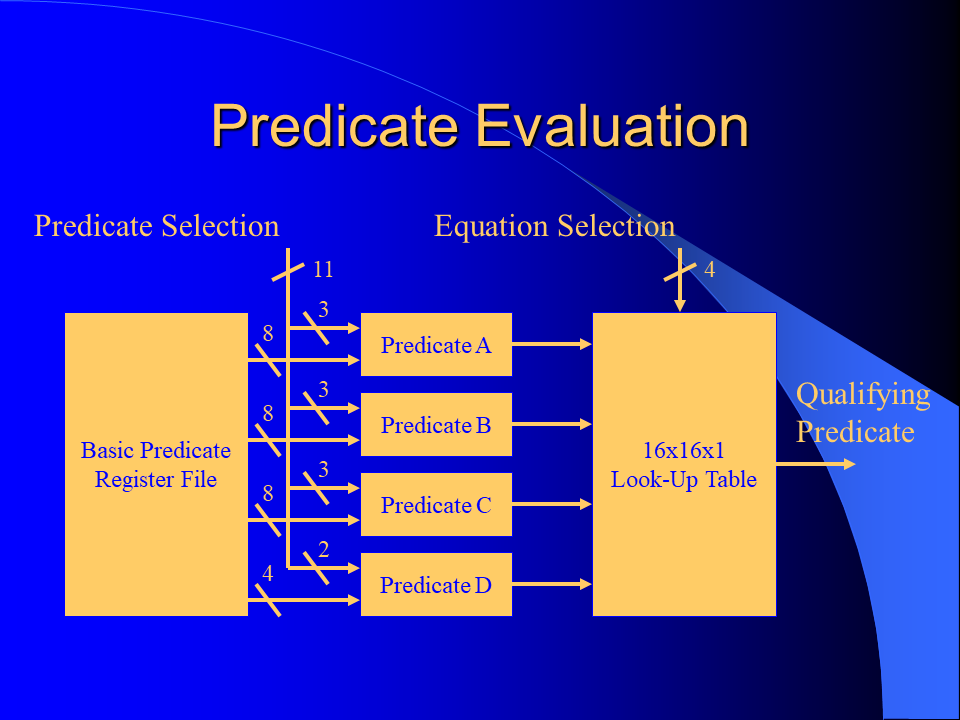 Predicate Evaluation
Predicate Selection
Equation Selection
11
4
3
8
Predicate A
3
8
Predicate B
3
8
Predicate C
2
4
Predicate D
Basic Predicate
Register File
16x16x1
Look-Up Table
Qualifying
Predicate